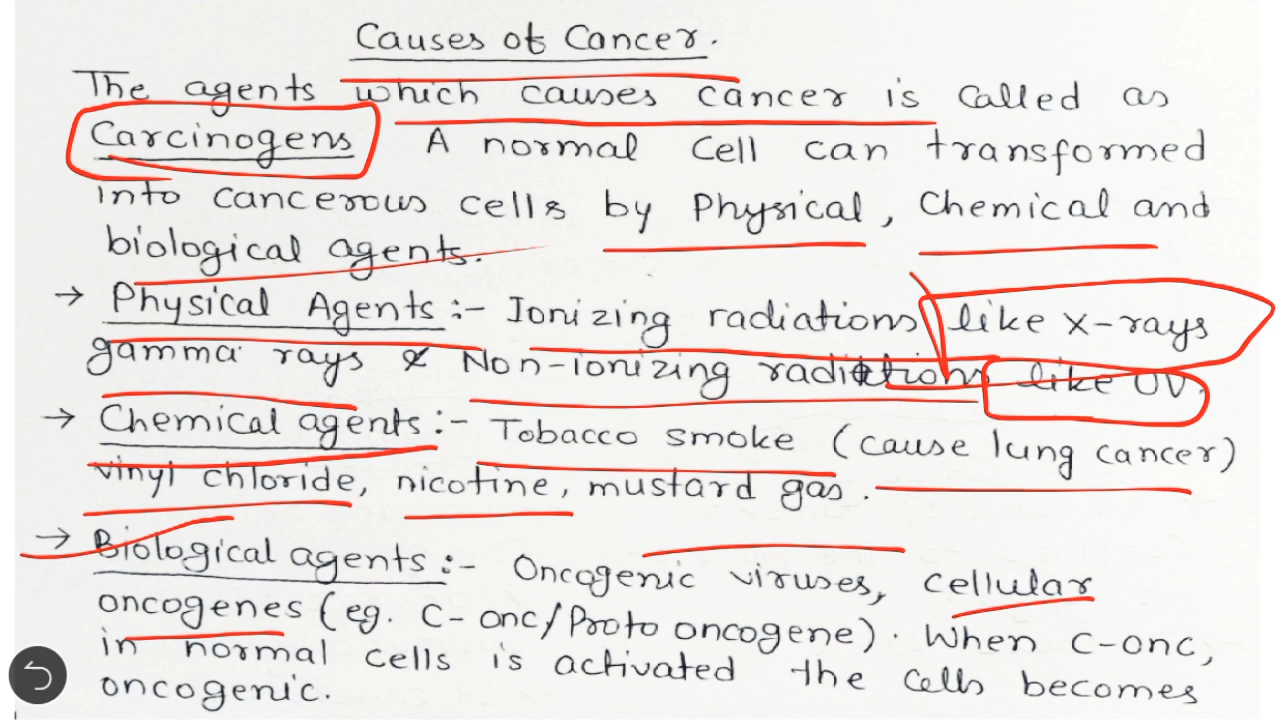 Causes of Cancer.
The agents which causes cancer is called as
Carcinogens A normal cell can transformed
into cancerous cells by Physical, Chemical and
biological agents.
→ Physical Agents :- Ionizing radiations like X-rays
gamma rays & Non-ionizing radiations like UV.
→ Chemical agents :- Tobacco smoke (cause lung cancer)
vinyl chloride, nicotine, mustard gas.
→ Biological agents :- Oncogenic viruses, cellular
oncogenes (eg. C-onc/Proto oncogene). When C-onc,
in normal cells is activated the cells becomes
oncogenic.